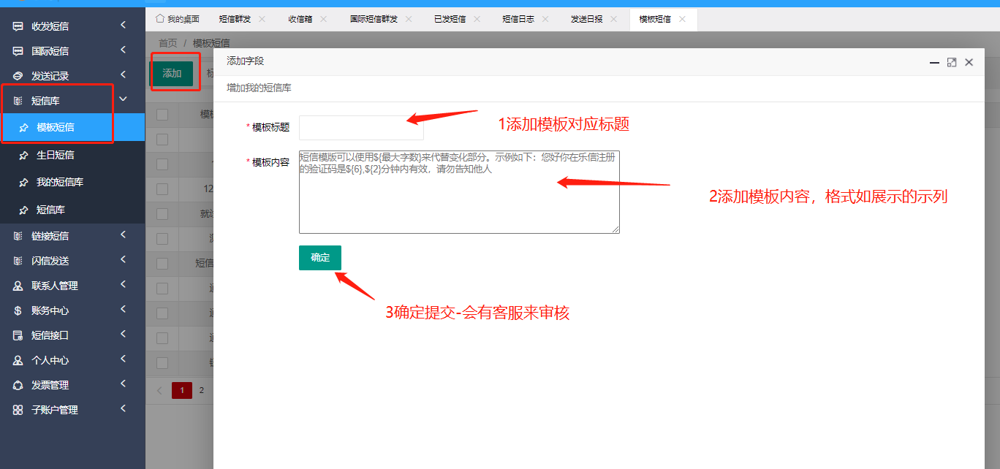 收发短信
国际短信
发送记录
短信库
模板短信
生日短信
我的短信库
短信库
链接短信
闪信发送
联系人管理
账务中心
短信接口
个人中心
发票管理
子账户管理
我的桌面
短信群发
收信箱
国际短信群发
已发短信
短信日志
发送日报
模板短信
首页 / 模板短信
添加
12
短信
1
2
添加字段
增加我的短信库
*模板标题
*模板内容
短信模版可以使用${最大字数}来代替变化部分。示例如下：您好你在乐信注册
的验证码是${6},${2}分钟内有效，请勿告知他人
确定
1添加模板对应标题
2添加模板内容，格式如展示的示列
3确定提交-会有客服来审核